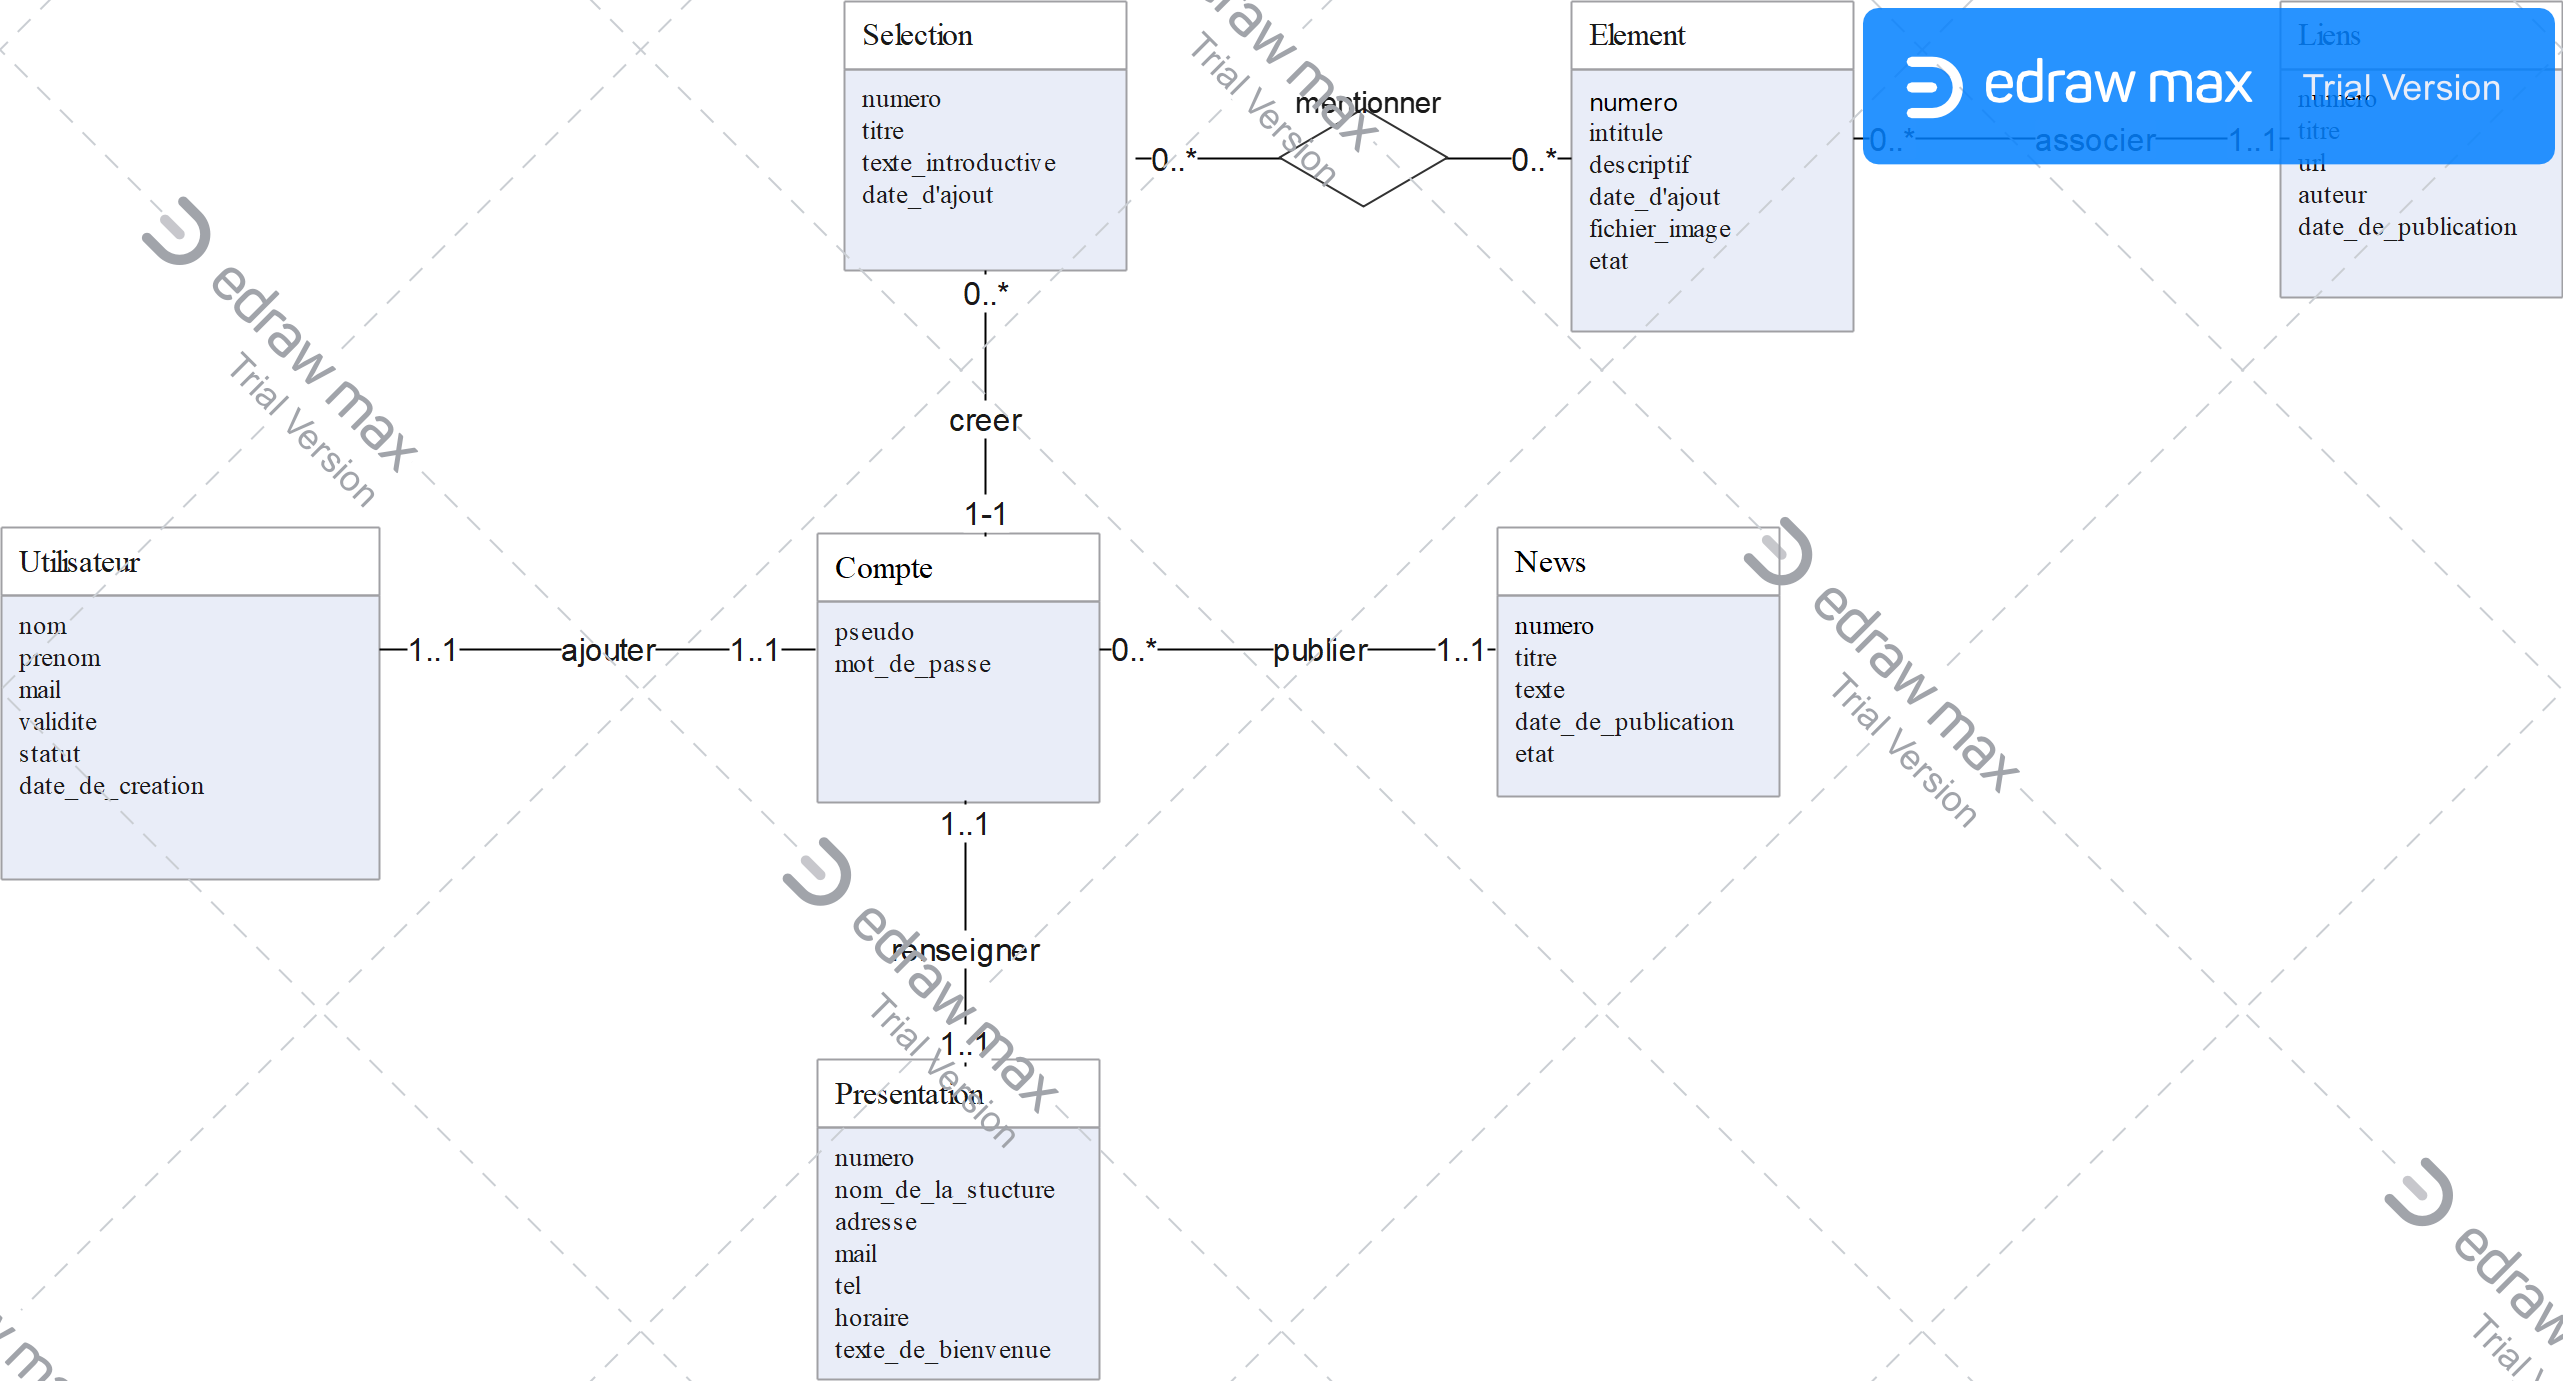 Selection
numero
titre
texte_introductive
date_d'ajout
0..*
mentionner
0..*
Element
numero
intitule
descriptif
date_d'ajout
fichier_image
etat
0..*
associer
1..1
Liens
numero
titre
url
auteur
date_de_publication
edraw max Trial Version
0..*
creer
1-1
Utilisateur
nom
prenom
mail
validite
statut
date_de_creation
1..1
ajouter
1..1
Compte
pseudo
mot_de_passe
0..*
publier
1..1
News
numero
titre
texte
date_de_publication
etat
1..1
renseigner
1..1
Presentation
numero
nom_de_la_stucture
adresse
mail
tel
horaire
texte_de_bienvenue
edraw max
Trial Version
edraw max
Trial Version
edraw max
Trial Version
edraw max
Trial Version
edraw
Trial